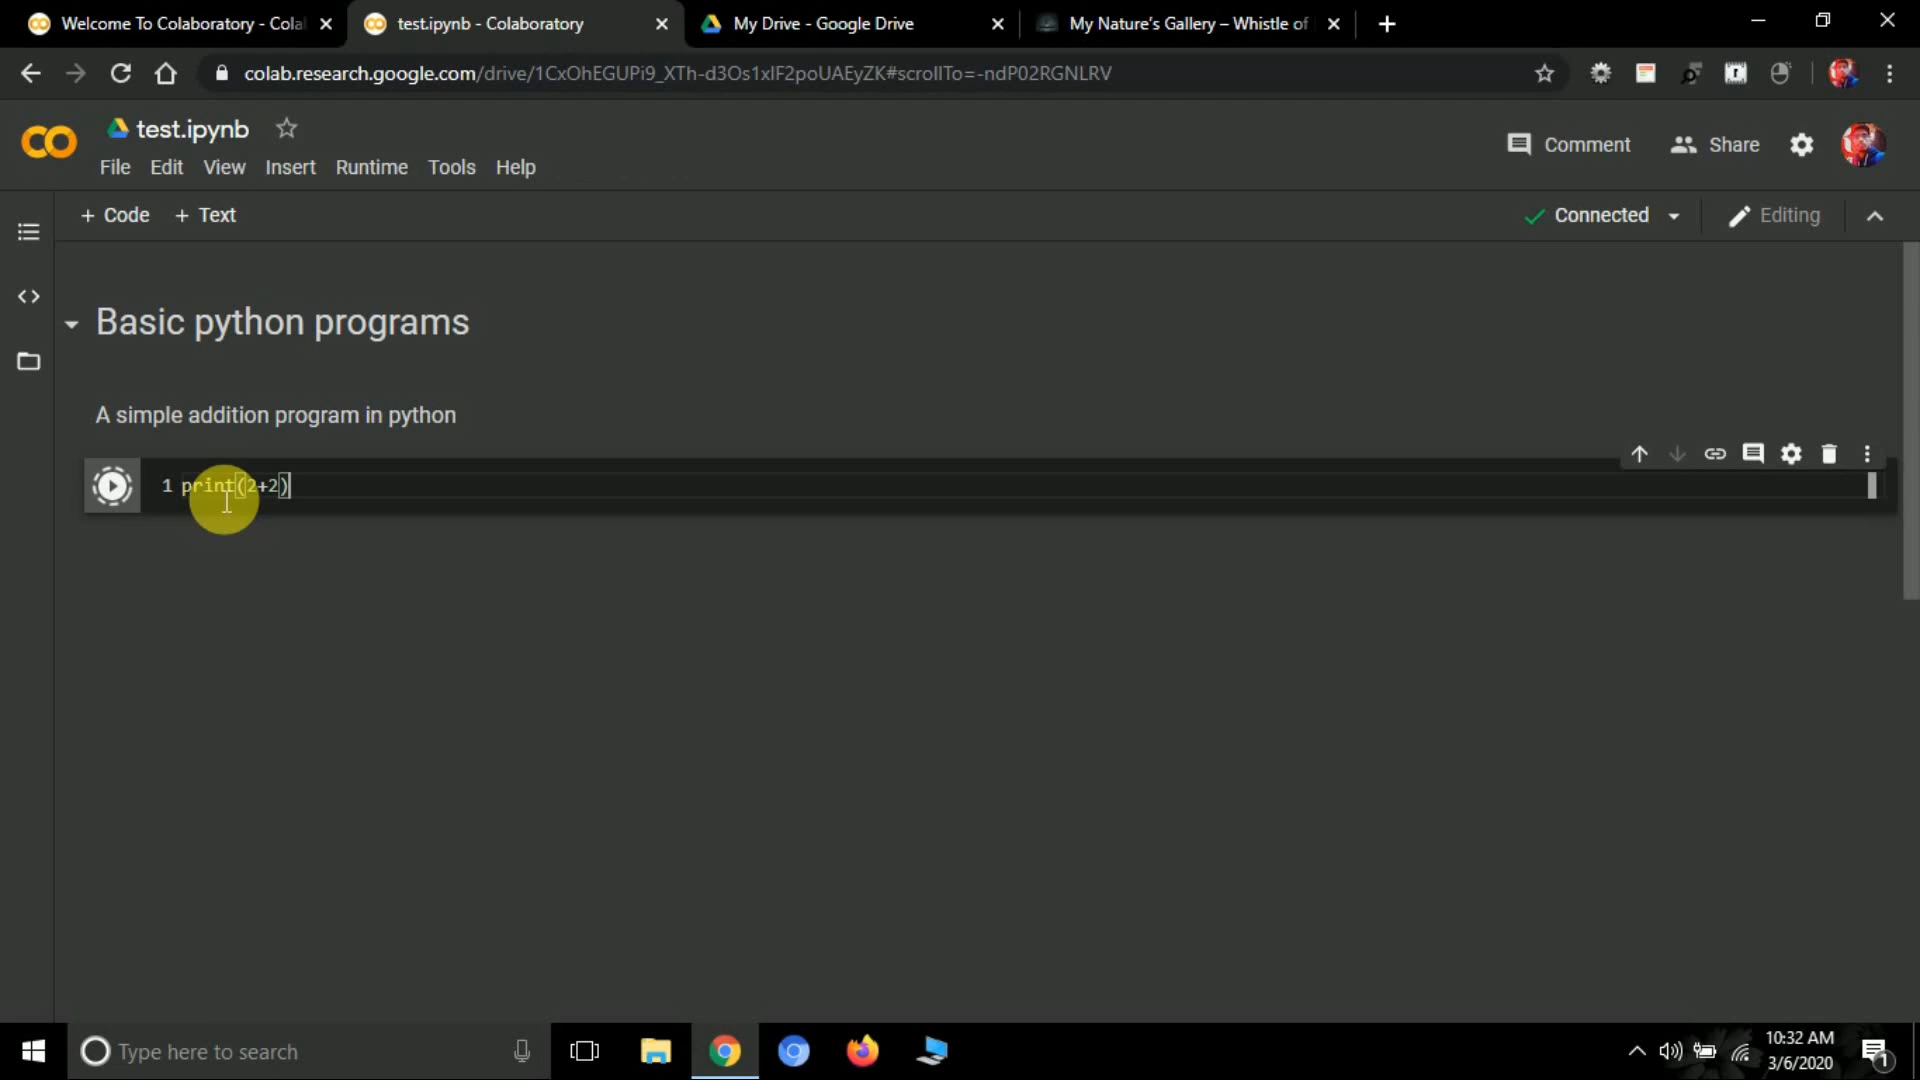 Welcome To Colaboratory - Cola
test.ipynb - Colaboratory
My Drive - Google Drive
My Nature's Gallery – Whistle of
colab.research.google.com/drive/1CxOhEGUPi9_XTh-d3Os1xIF2poUAEyZK#scrollTo=-ndP02RGNLRV
test.ipynb
Comment
Share
File Edit View Insert Runtime Tools Help
+ Code + Text
Connected
Editing
Basic python programs
A simple addition program in python
1 print(2+2)
Type here to search
10:32 AM
3/6/2020
1